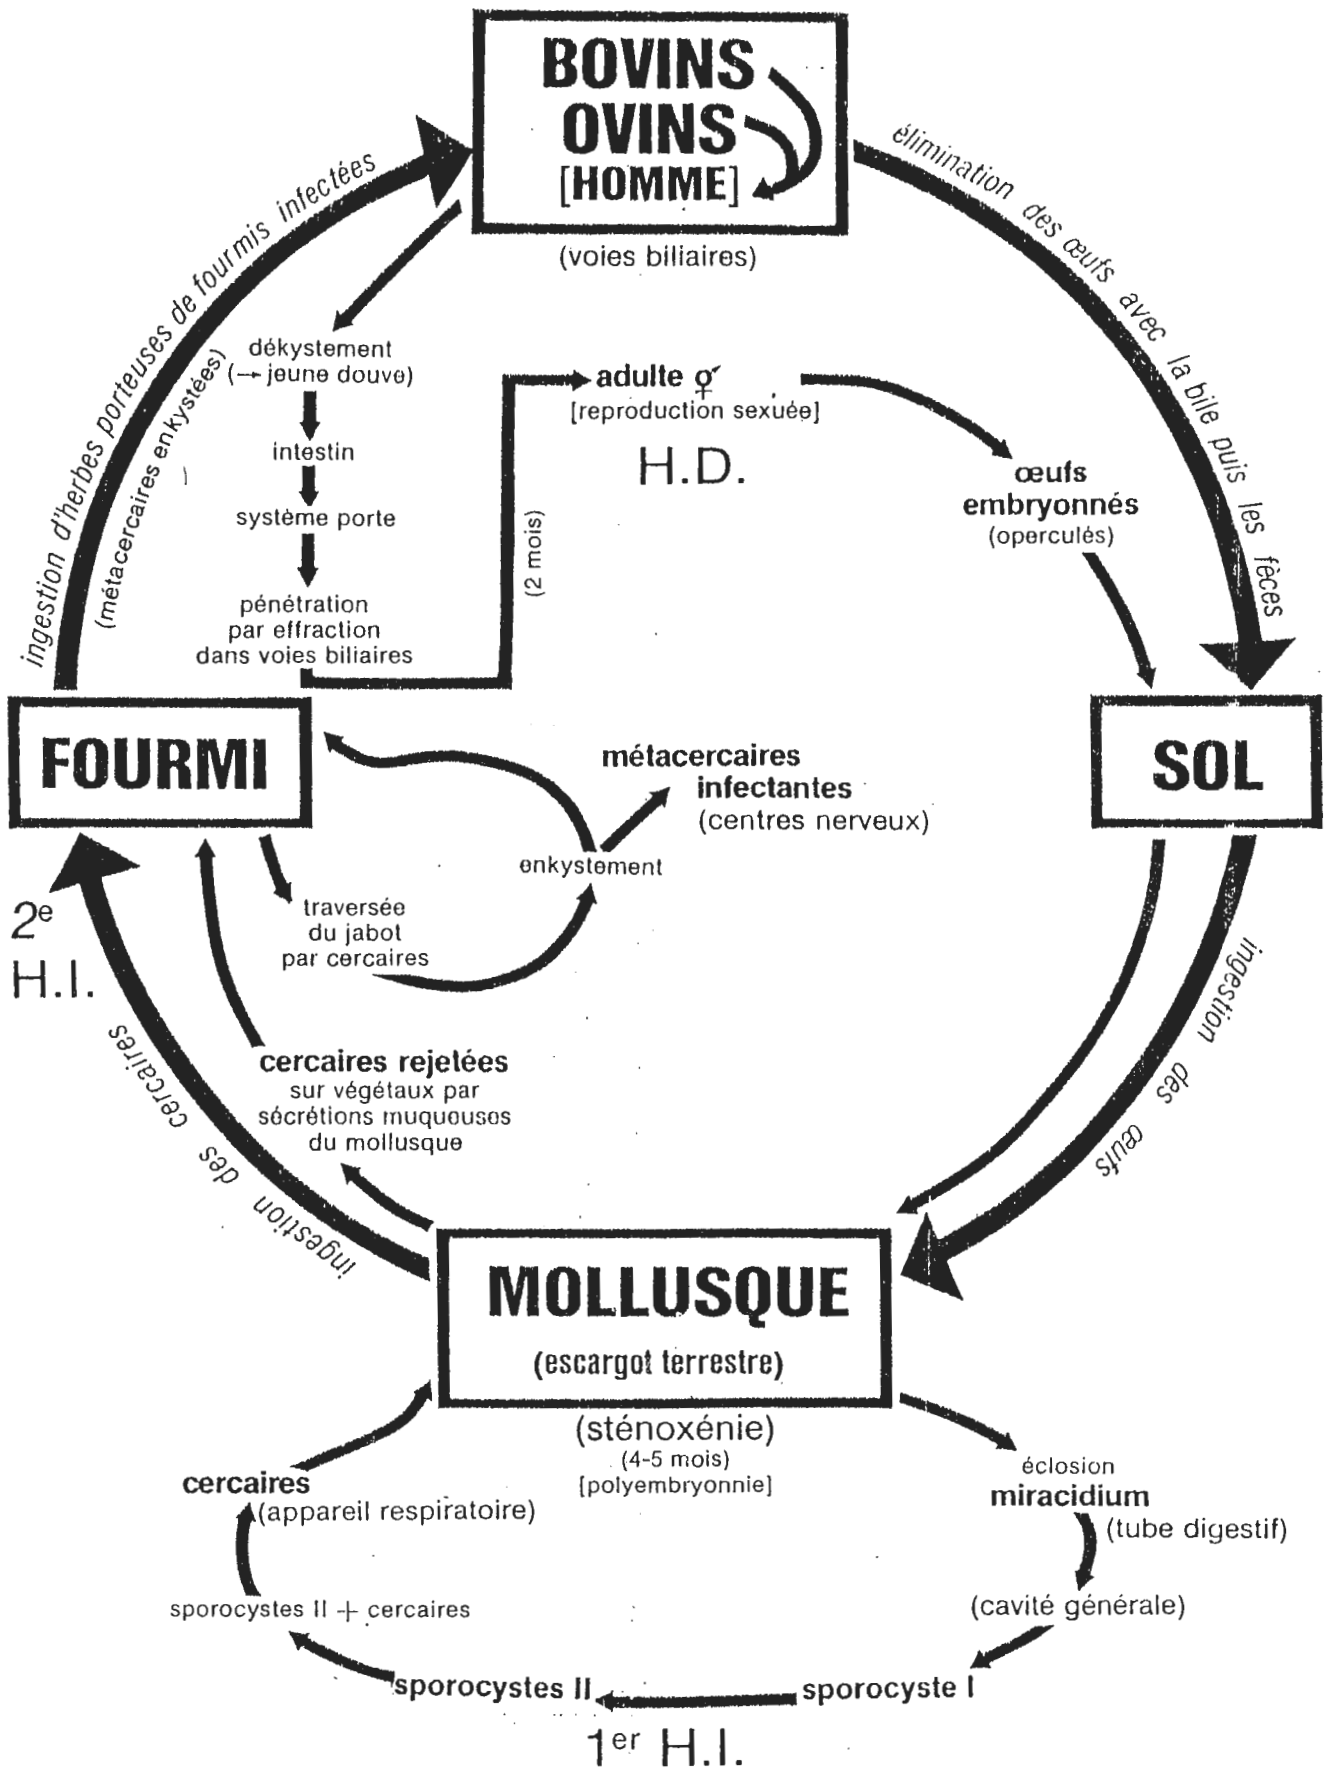 BOVINS
OVINS
[HOMME]
(voies biliaires)
élimination des œufs avec la bile puis les fèces
ingestion d'herbes porteuses de fourmis infectées
(métacercaires enkystées)
dékystement
(→ jeune douve)
intestin
système porte
pénétration
par effraction
dans voies biliaires
(2 mois)
adulte ⚥
[reproduction sexuée]
H.D.
œufs
embryonnés
(operculés)
FOURMI
SOL
métacercaires
infectantes
(centres nerveux)
enkystement
traversée
du jabot
par cercaires
2e
H.I.
cercaires rejetées
sur végétaux par
sécrétions muqueuses
du mollusque
ingestion des cercaires
ingestion des œufs
MOLLUSQUE
(escargot terrestre)
(sténoxénie)
(4-5 mois)
[polyembryonnie]
éclosion
miracidium
(tube digestif)
(cavité générale)
sporocyste I
sporocystes II
sporocystes II + cercaires
cercaires
(appareil respiratoire)
1er H.I.